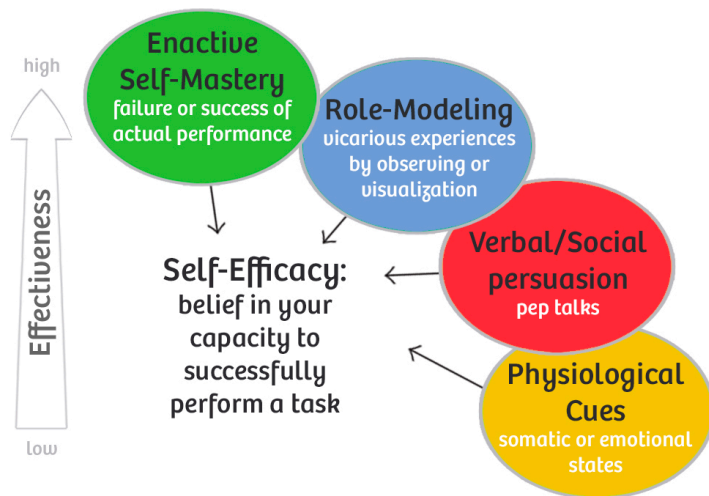 high
Effectiveness
low
Enactive
Self-Mastery
failure or success of
actual performance
Role-Modeling
vicarious experiences
by observing or
visualization
Verbal/Social
persuasion
pep talks
Physiological
Cues
somatic or emotional
states
Self-Efficacy:
belief in your
capacity to
successfully
perform a task